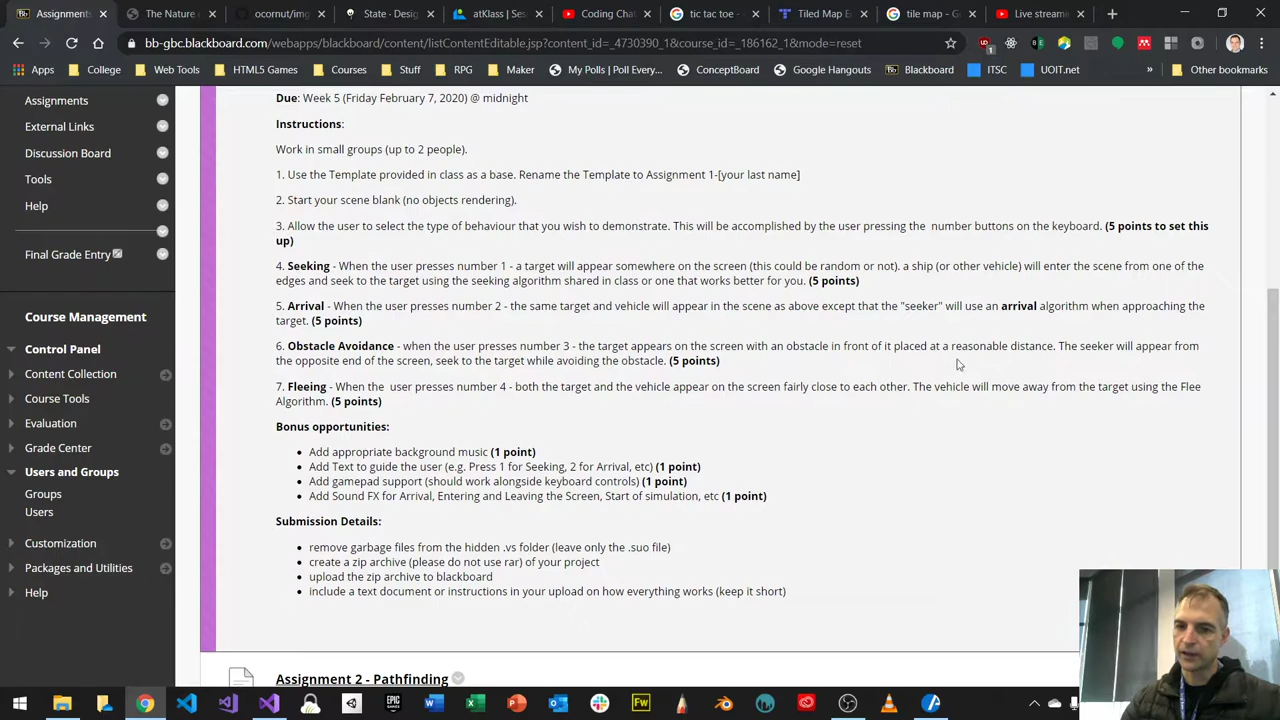 Assignments
The Nature a
ocornut/img
State · Desig
atKlass | Ses
Coding Chal
tic tac toe -
Tiled Map E
tile map - Go
Live streami
bb-gbc.blackboard.com/webapps/blackboard/content/listContentEditable.jsp?content_id=_4730390_1&course_id=_186162_1&mode=reset
Apps
College
Web Tools
HTML5 Games
Courses
Stuff
RPG
Maker
My Polls | Poll Every...
ConceptBoard
Google Hangouts
Blackboard
ITSC
UOIT.net
»
Other bookmarks
Assignments
External Links
Discussion Board
Tools
Help
Final Grade Entry
Course Management
Control Panel
Content Collection
Course Tools
Evaluation
Grade Center
Users and Groups
Groups
Users
Customization
Packages and Utilities
Help
Due: Week 5 (Friday February 7, 2020) @ midnight
Instructions:
Work in small groups (up to 2 people).
1. Use the Template provided in class as a base. Rename the Template to Assignment 1-[your last name]
2. Start your scene blank (no objects rendering).
3. Allow the user to select the type of behaviour that you wish to demonstrate. This will be accomplished by the user pressing the number buttons on the keyboard. (5 points to set this
up)
4. Seeking - When the user presses number 1 - a target will appear somewhere on the screen (this could be random or not). a ship (or other vehicle) will enter the scene from one of the
edges and seek to the target using the seeking algorithm shared in class or one that works better for you. (5 points)
5. Arrival - When the user presses number 2 - the same target and vehicle will appear in the scene as above except that the "seeker" will use an arrival algorithm when approaching the
target. (5 points)
6. Obstacle Avoidance - when the user presses number 3 - the target appears on the screen with an obstacle in front of it placed at a reasonable distance. The seeker will appear from
the opposite end of the screen, seek to the target while avoiding the obstacle. (5 points)
7. Fleeing - When the user presses number 4 - both the target and the vehicle appear on the screen fairly close to each other. The vehicle will move away from the target using the Flee
Algorithm. (5 points)
Bonus opportunities:
• Add appropriate background music (1 point)
• Add Text to guide the user (e.g. Press 1 for Seeking, 2 for Arrival, etc) (1 point)
• Add gamepad support (should work alongside keyboard controls) (1 point)
• Add Sound FX for Arrival, Entering and Leaving the Screen, Start of simulation, etc (1 point)
Submission Details:
• remove garbage files from the hidden .vs folder (leave only the .suo file)
• create a zip archive (please do not use rar) of your project
• upload the zip archive to blackboard
• include a text document or instructions in your upload on how everything works (keep it short)
Assignment 2 - Pathfinding